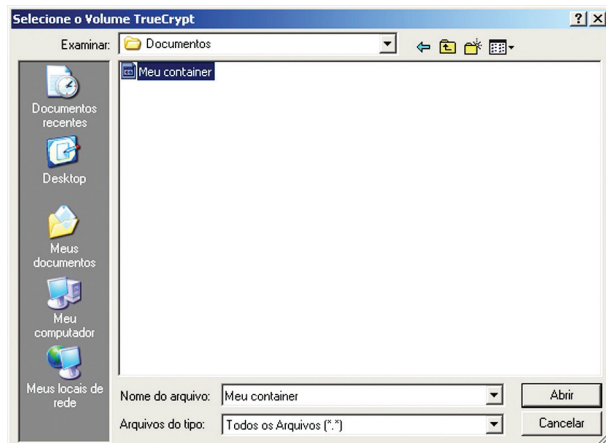 Selecione o Volume TrueCrypt
Examinar:
Documentos
Meu container
Documentos
recentes
Desktop
Meus
documentos
Meu
computador
Meus locais de
rede
Nome do arquivo:
Meu container
Abrir
Arquivos do tipo:
Todos os Arquivos (*.*)
Cancelar